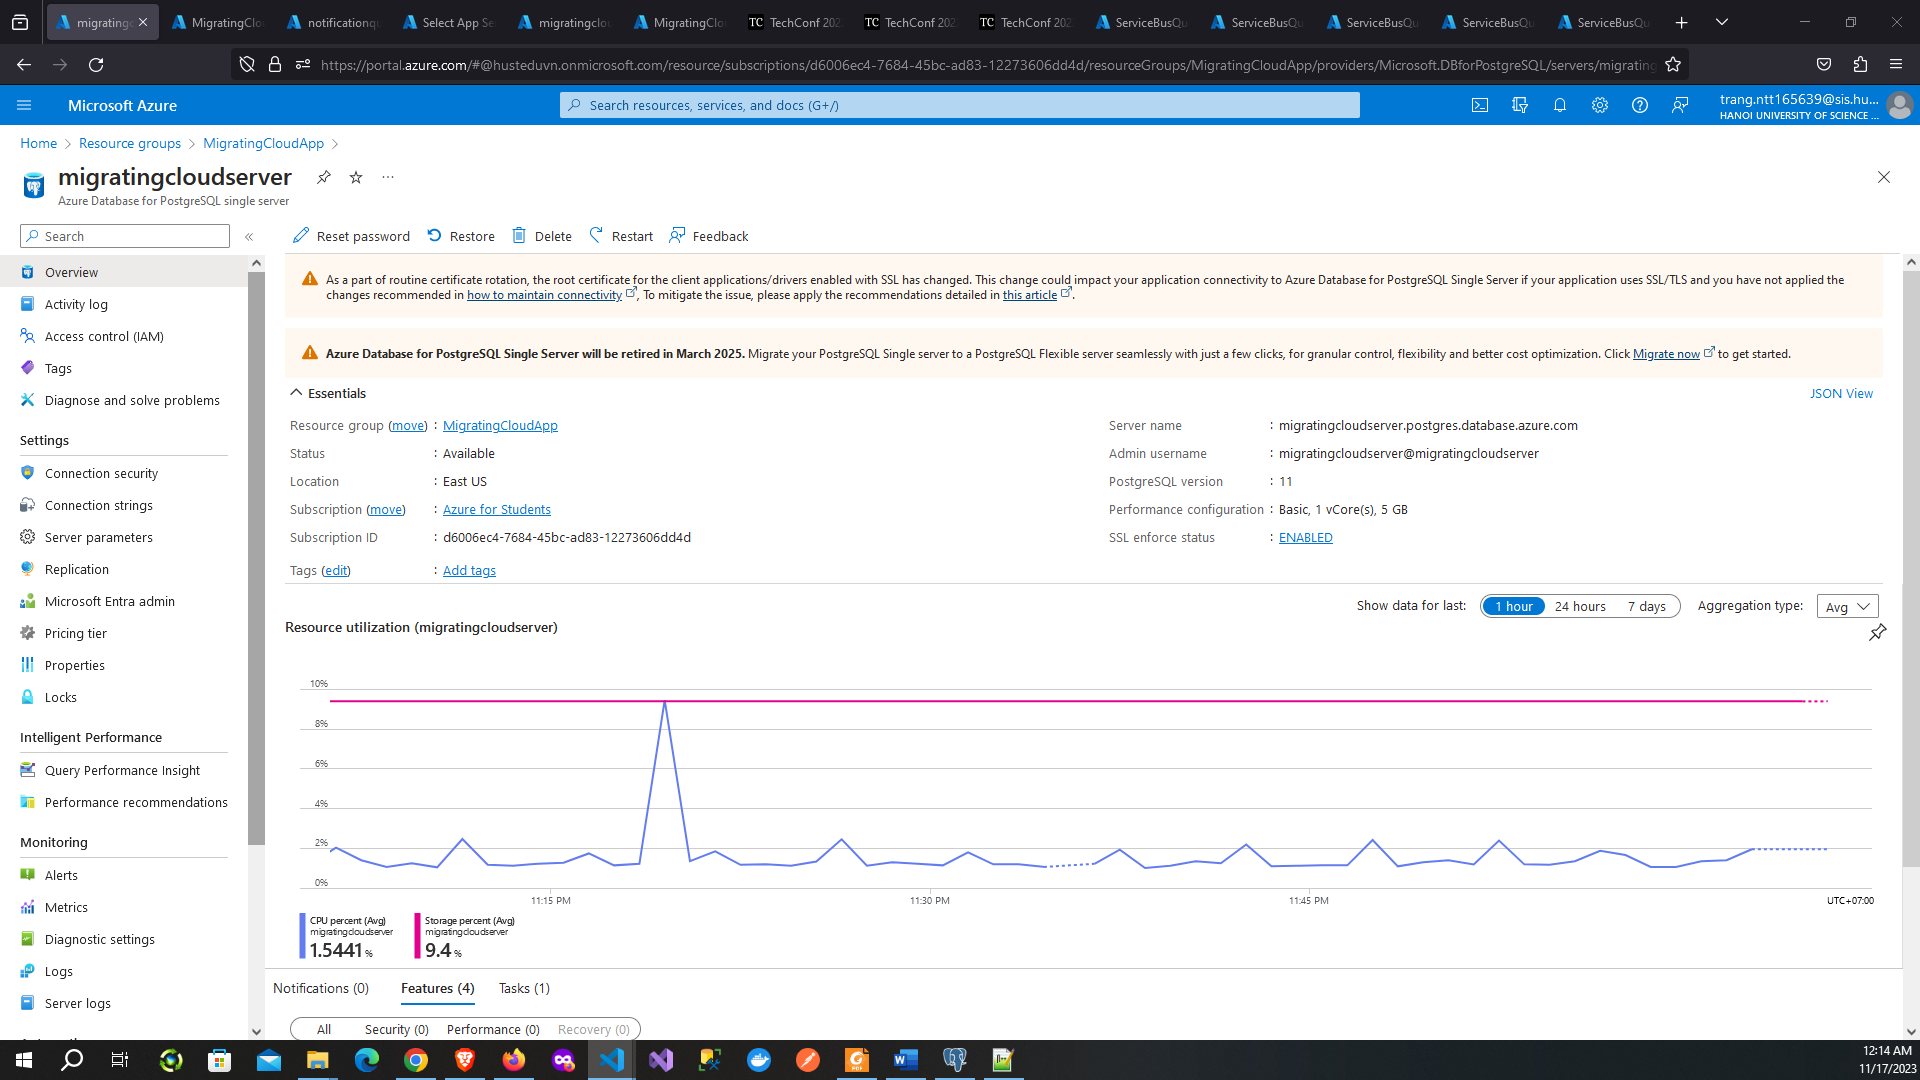 migratingc
MigratingClo
notificationqu
Select App Se
migratingclou
MigratingClo
TechConf 202
TechConf 202
TechConf 202
ServiceBusQu
ServiceBusQu
ServiceBusQu
ServiceBusQu
ServiceBusQu
https://portal.azure.com/#@husteduvn.onmicrosoft.com/resource/subscriptions/d6006ec4-7684-45bc-ad83-12273606dd4d/resourceGroups/MigratingCloudApp/providers/Microsoft.DBforPostgreSQL/servers/migrating
Microsoft Azure
Search resources, services, and docs (G+/)
trang.ntt165639@sis.hu...
HANOI UNIVERSITY OF SCIENCE ...
Home > Resource groups > MigratingCloudApp >
migratingcloudserver
Azure Database for PostgreSQL single server
Search
Reset password
Restore
Delete
Restart
Feedback
Overview
Activity log
Access control (IAM)
Tags
Diagnose and solve problems
Settings
Connection security
Connection strings
Server parameters
Replication
Microsoft Entra admin
Pricing tier
Properties
Locks
Intelligent Performance
Query Performance Insight
Performance recommendations
Monitoring
Alerts
Metrics
Diagnostic settings
Logs
Server logs
As a part of routine certificate rotation, the root certificate for the client applications/drivers enabled with SSL has changed. This change could impact your application connectivity to Azure Database for PostgreSQL Single Server if your application uses SSL/TLS and you have not applied the
changes recommended in how to maintain connectivity , To mitigate the issue, please apply the recommendations detailed in this article .
Azure Database for PostgreSQL Single Server will be retired in March 2025. Migrate your PostgreSQL Single server to a PostgreSQL Flexible server seamlessly with just a few clicks, for granular control, flexibility and better cost optimization. Click Migrate now to get started.
Essentials
JSON View
Resource group (move) : MigratingCloudApp
Status : Available
Location : East US
Subscription (move) : Azure for Students
Subscription ID : d6006ec4-7684-45bc-ad83-12273606dd4d
Tags (edit) : Add tags
Server name : migratingcloudserver.postgres.database.azure.com
Admin username : migratingcloudserver@migratingcloudserver
PostgreSQL version : 11
Performance configuration : Basic, 1 vCore(s), 5 GB
SSL enforce status : ENABLED
Show data for last: 1 hour 24 hours 7 days Aggregation type: Avg
Resource utilization (migratingcloudserver)
10%
8%
6%
4%
2%
0%
11:15 PM
11:30 PM
11:45 PM
UTC+07:00
CPU percent (Avg)
migratingcloudserver
1.5441 %
Storage percent (Avg)
migratingcloudserver
9.4 %
Notifications (0)
Features (4)
Tasks (1)
All
Security (0)
Performance (0)
Recovery (0)
12:14 AM
11/17/2023